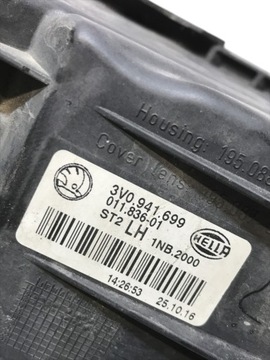 Housing: 195.08
Cover lens
3V0.941.699
011.836-01
ST2 LH 1NB.2000
HELLA
14:26:53 25.10.16